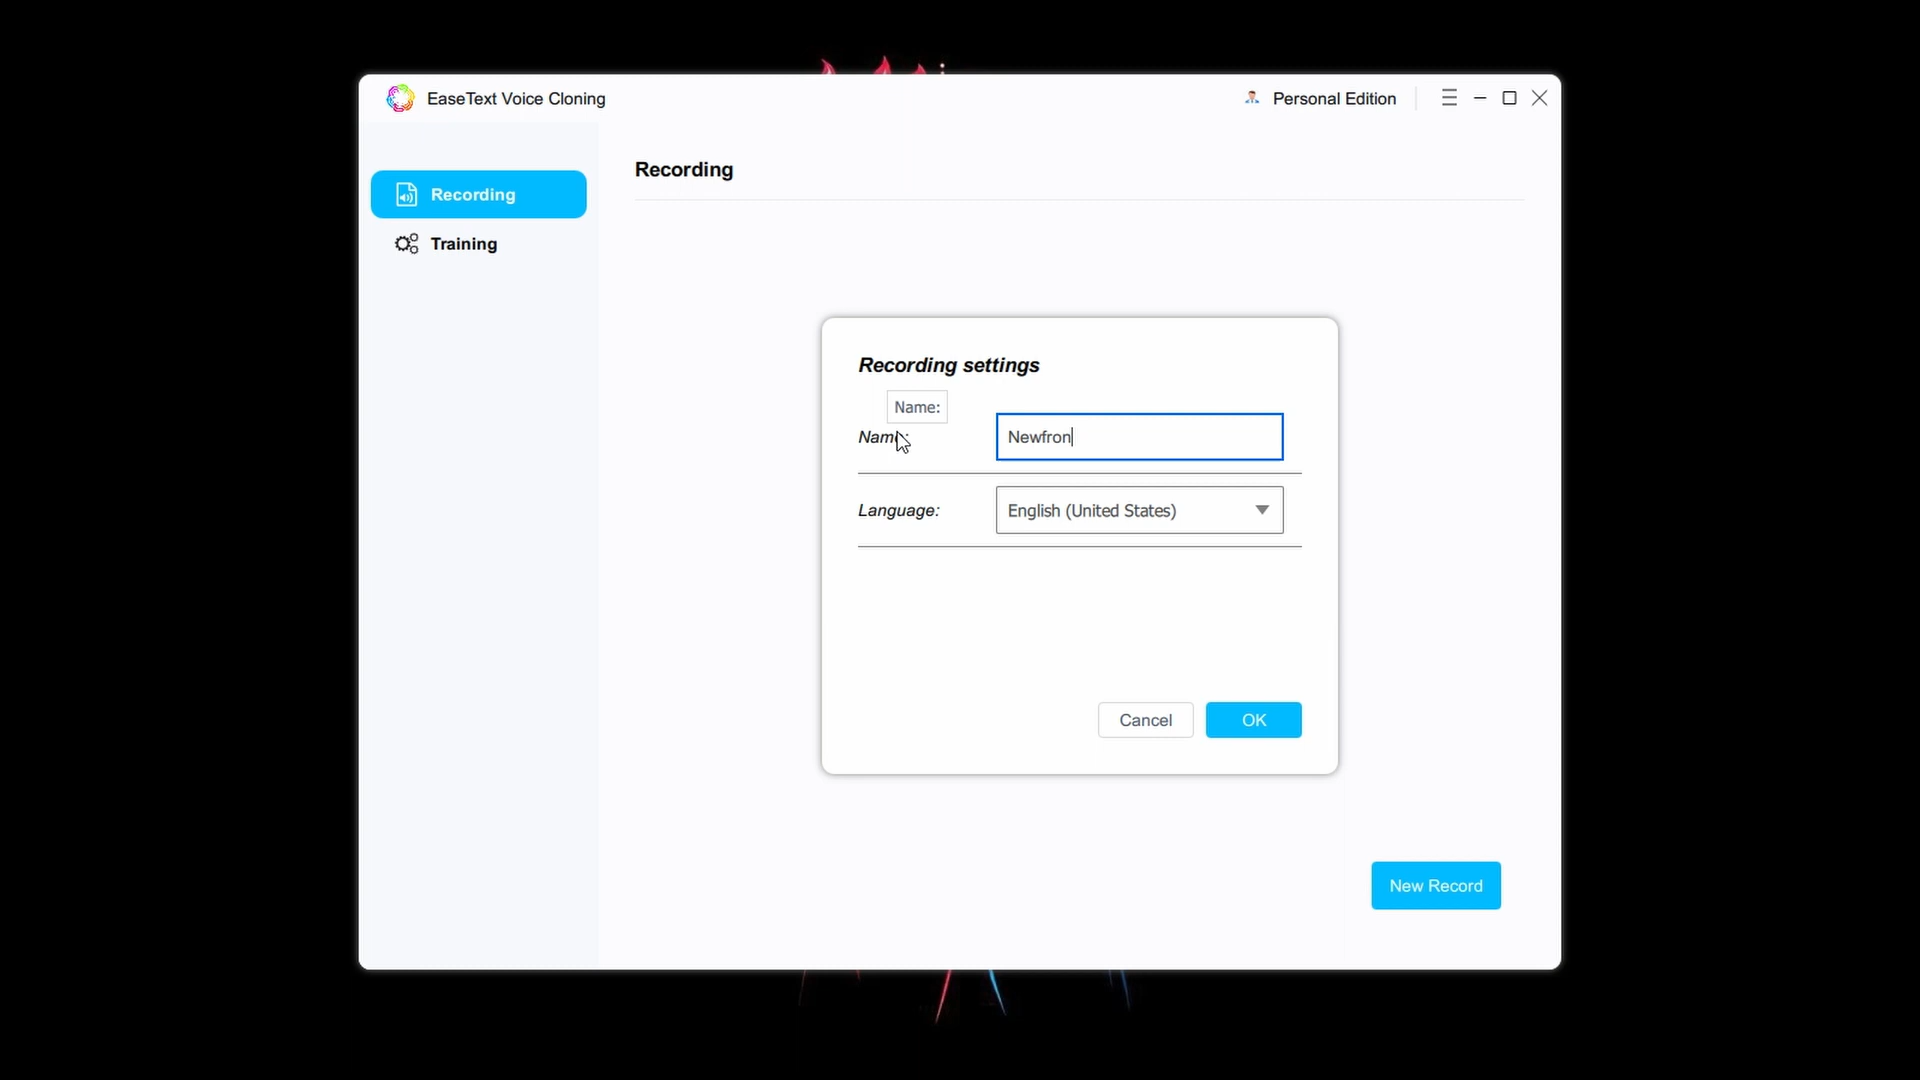 EaseText Voice Cloning
Personal Edition
Recording
Training
Recording
Recording settings
Name:
Name:
Newfron
Language:
English (United States)
Cancel
OK
New Record